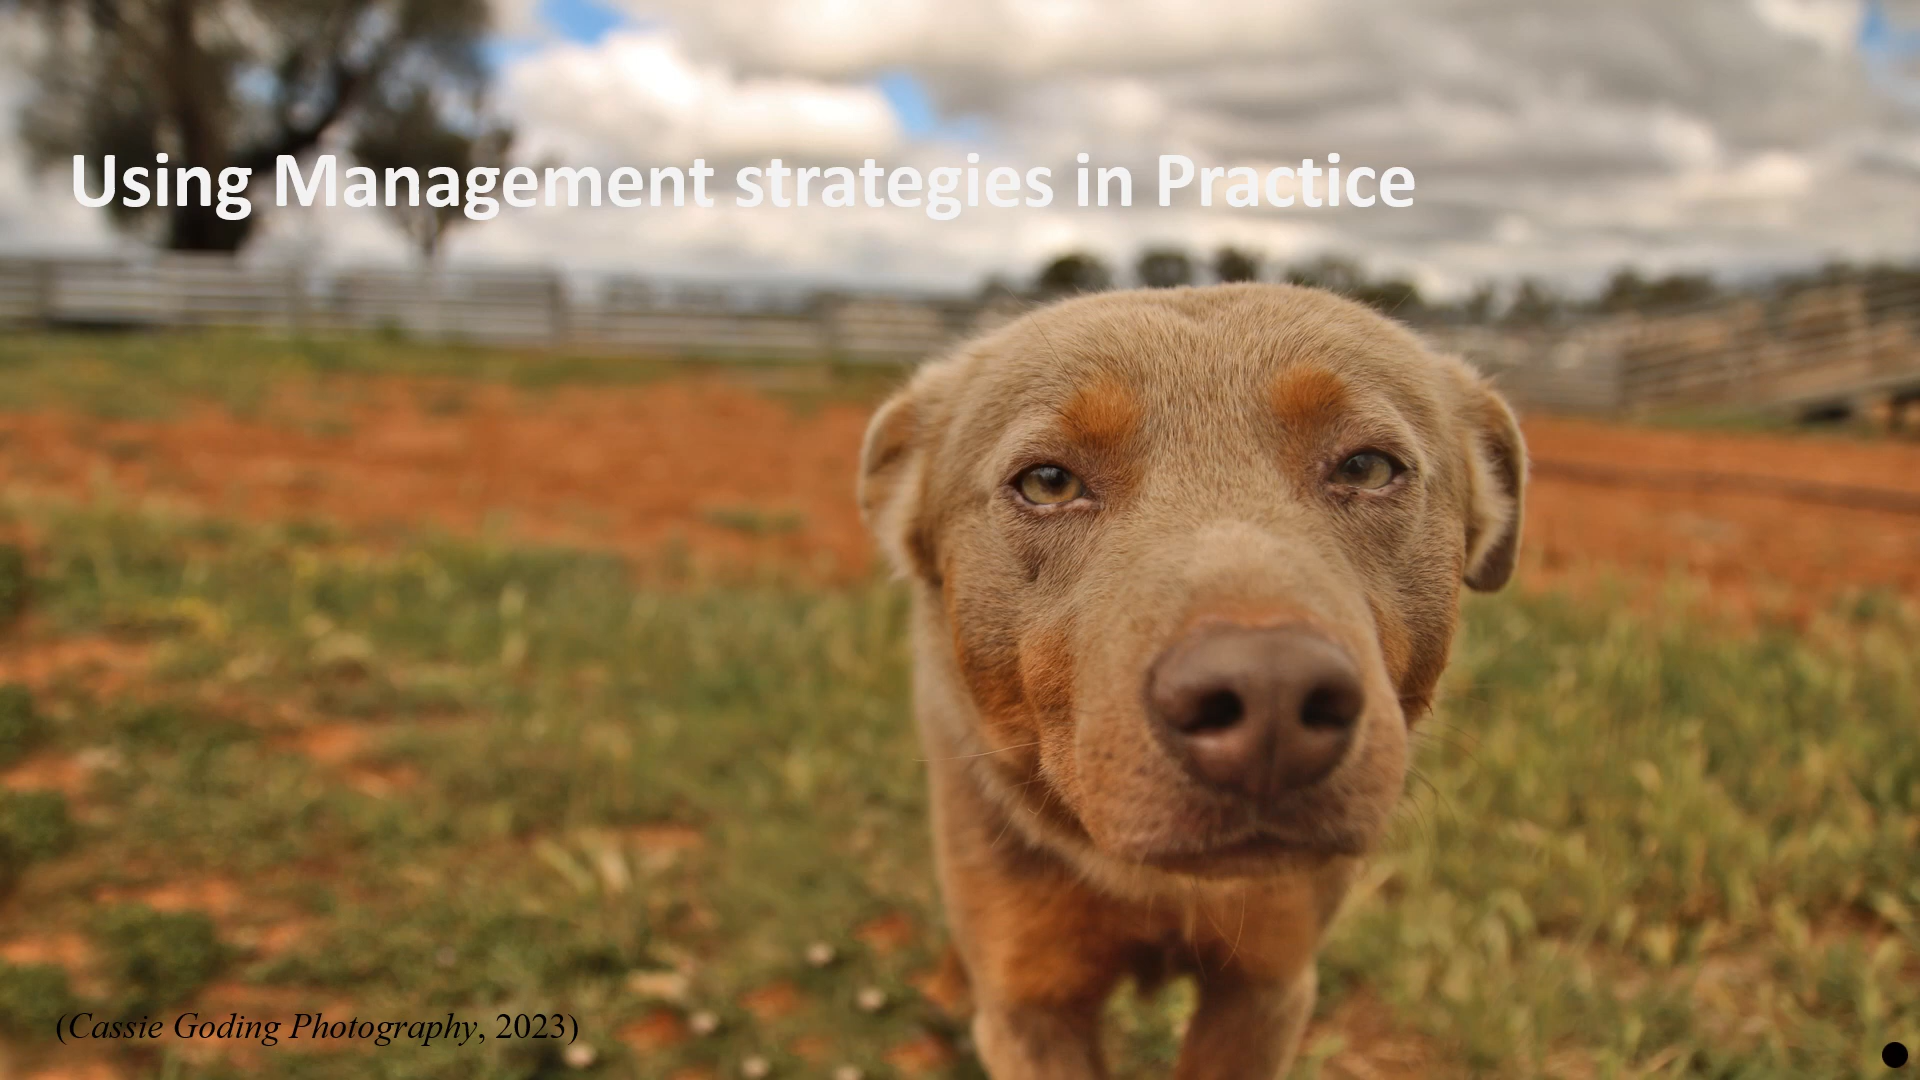 Using Management strategies in Practice
(Cassie Goding Photography, 2023)